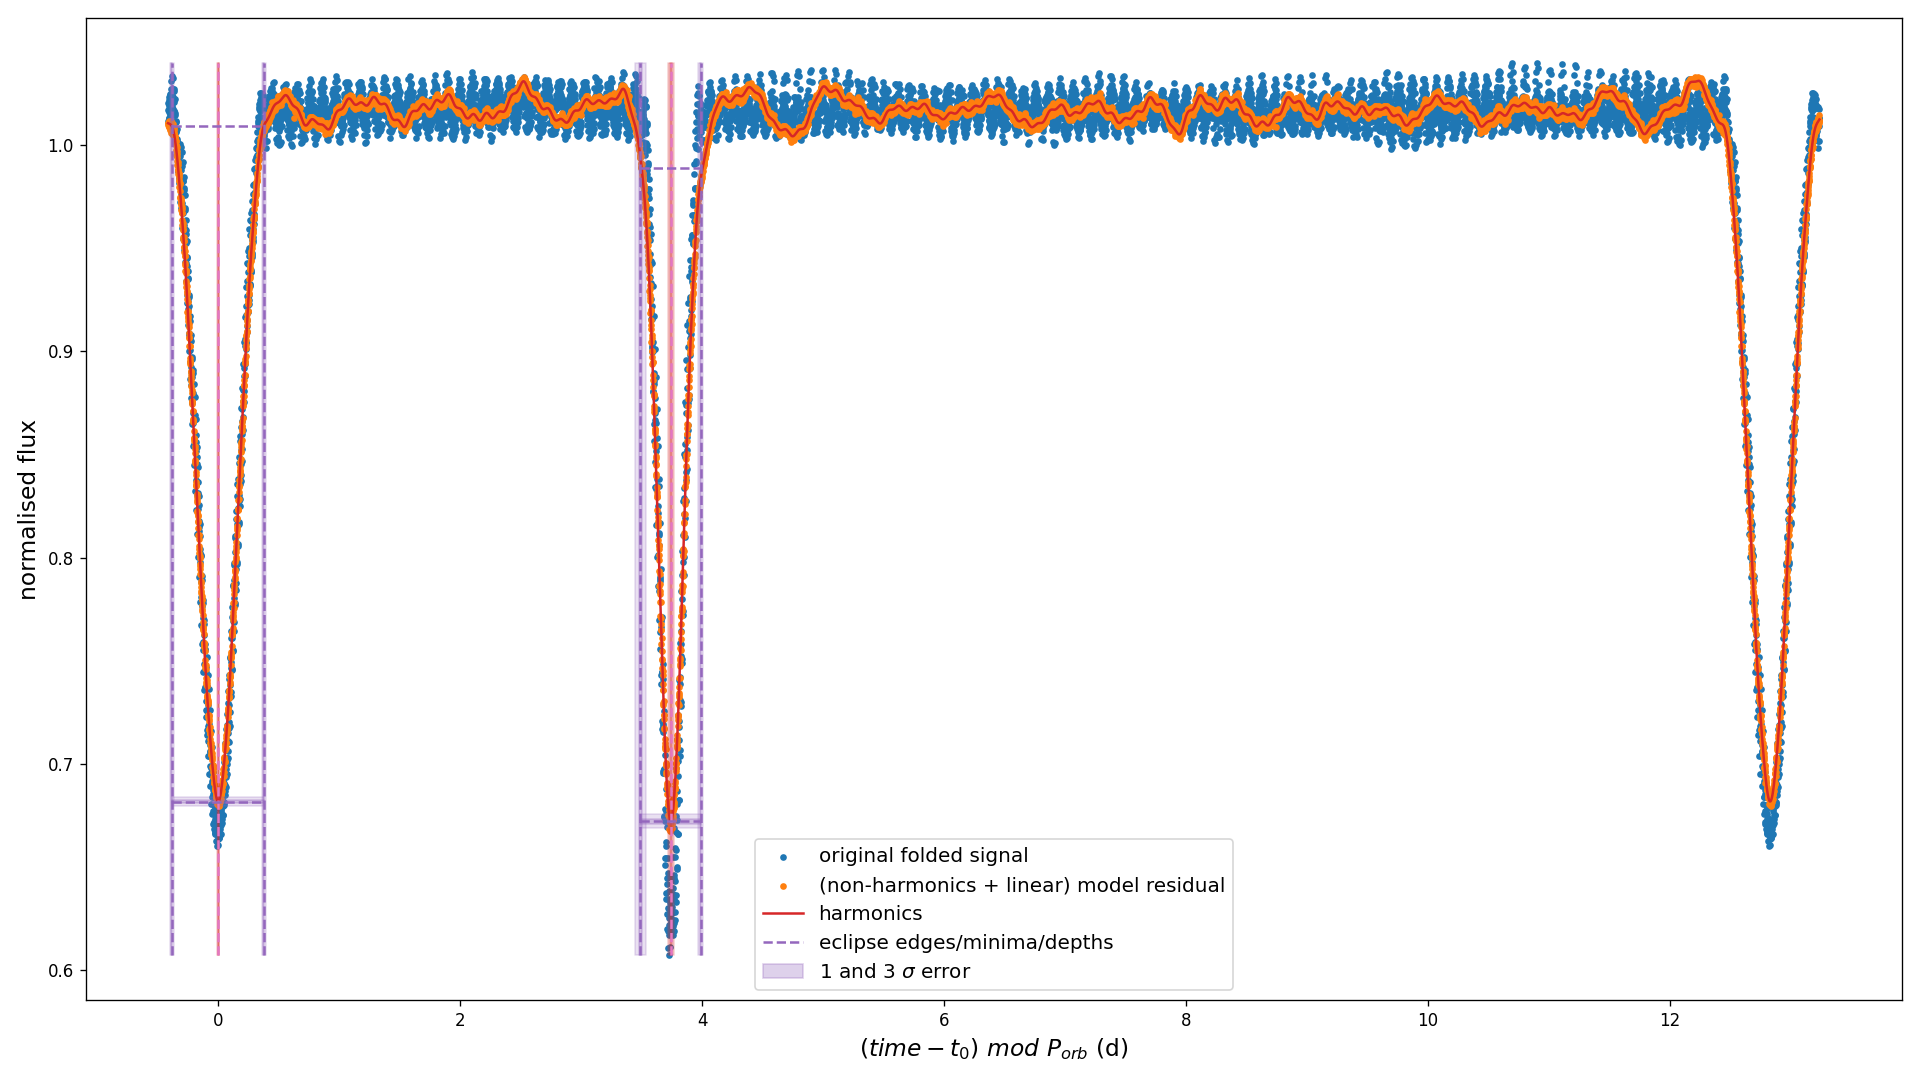 normalised flux
1.0
0.9
0.8
0.7
0.6
original folded signal
(non-harmonics + linear) model residual
harmonics
eclipse edges/minima/depths
1 and 3 σ error
0 2 4 6 8 10 12
(time − t₀) mod Pₒᵣb (d)